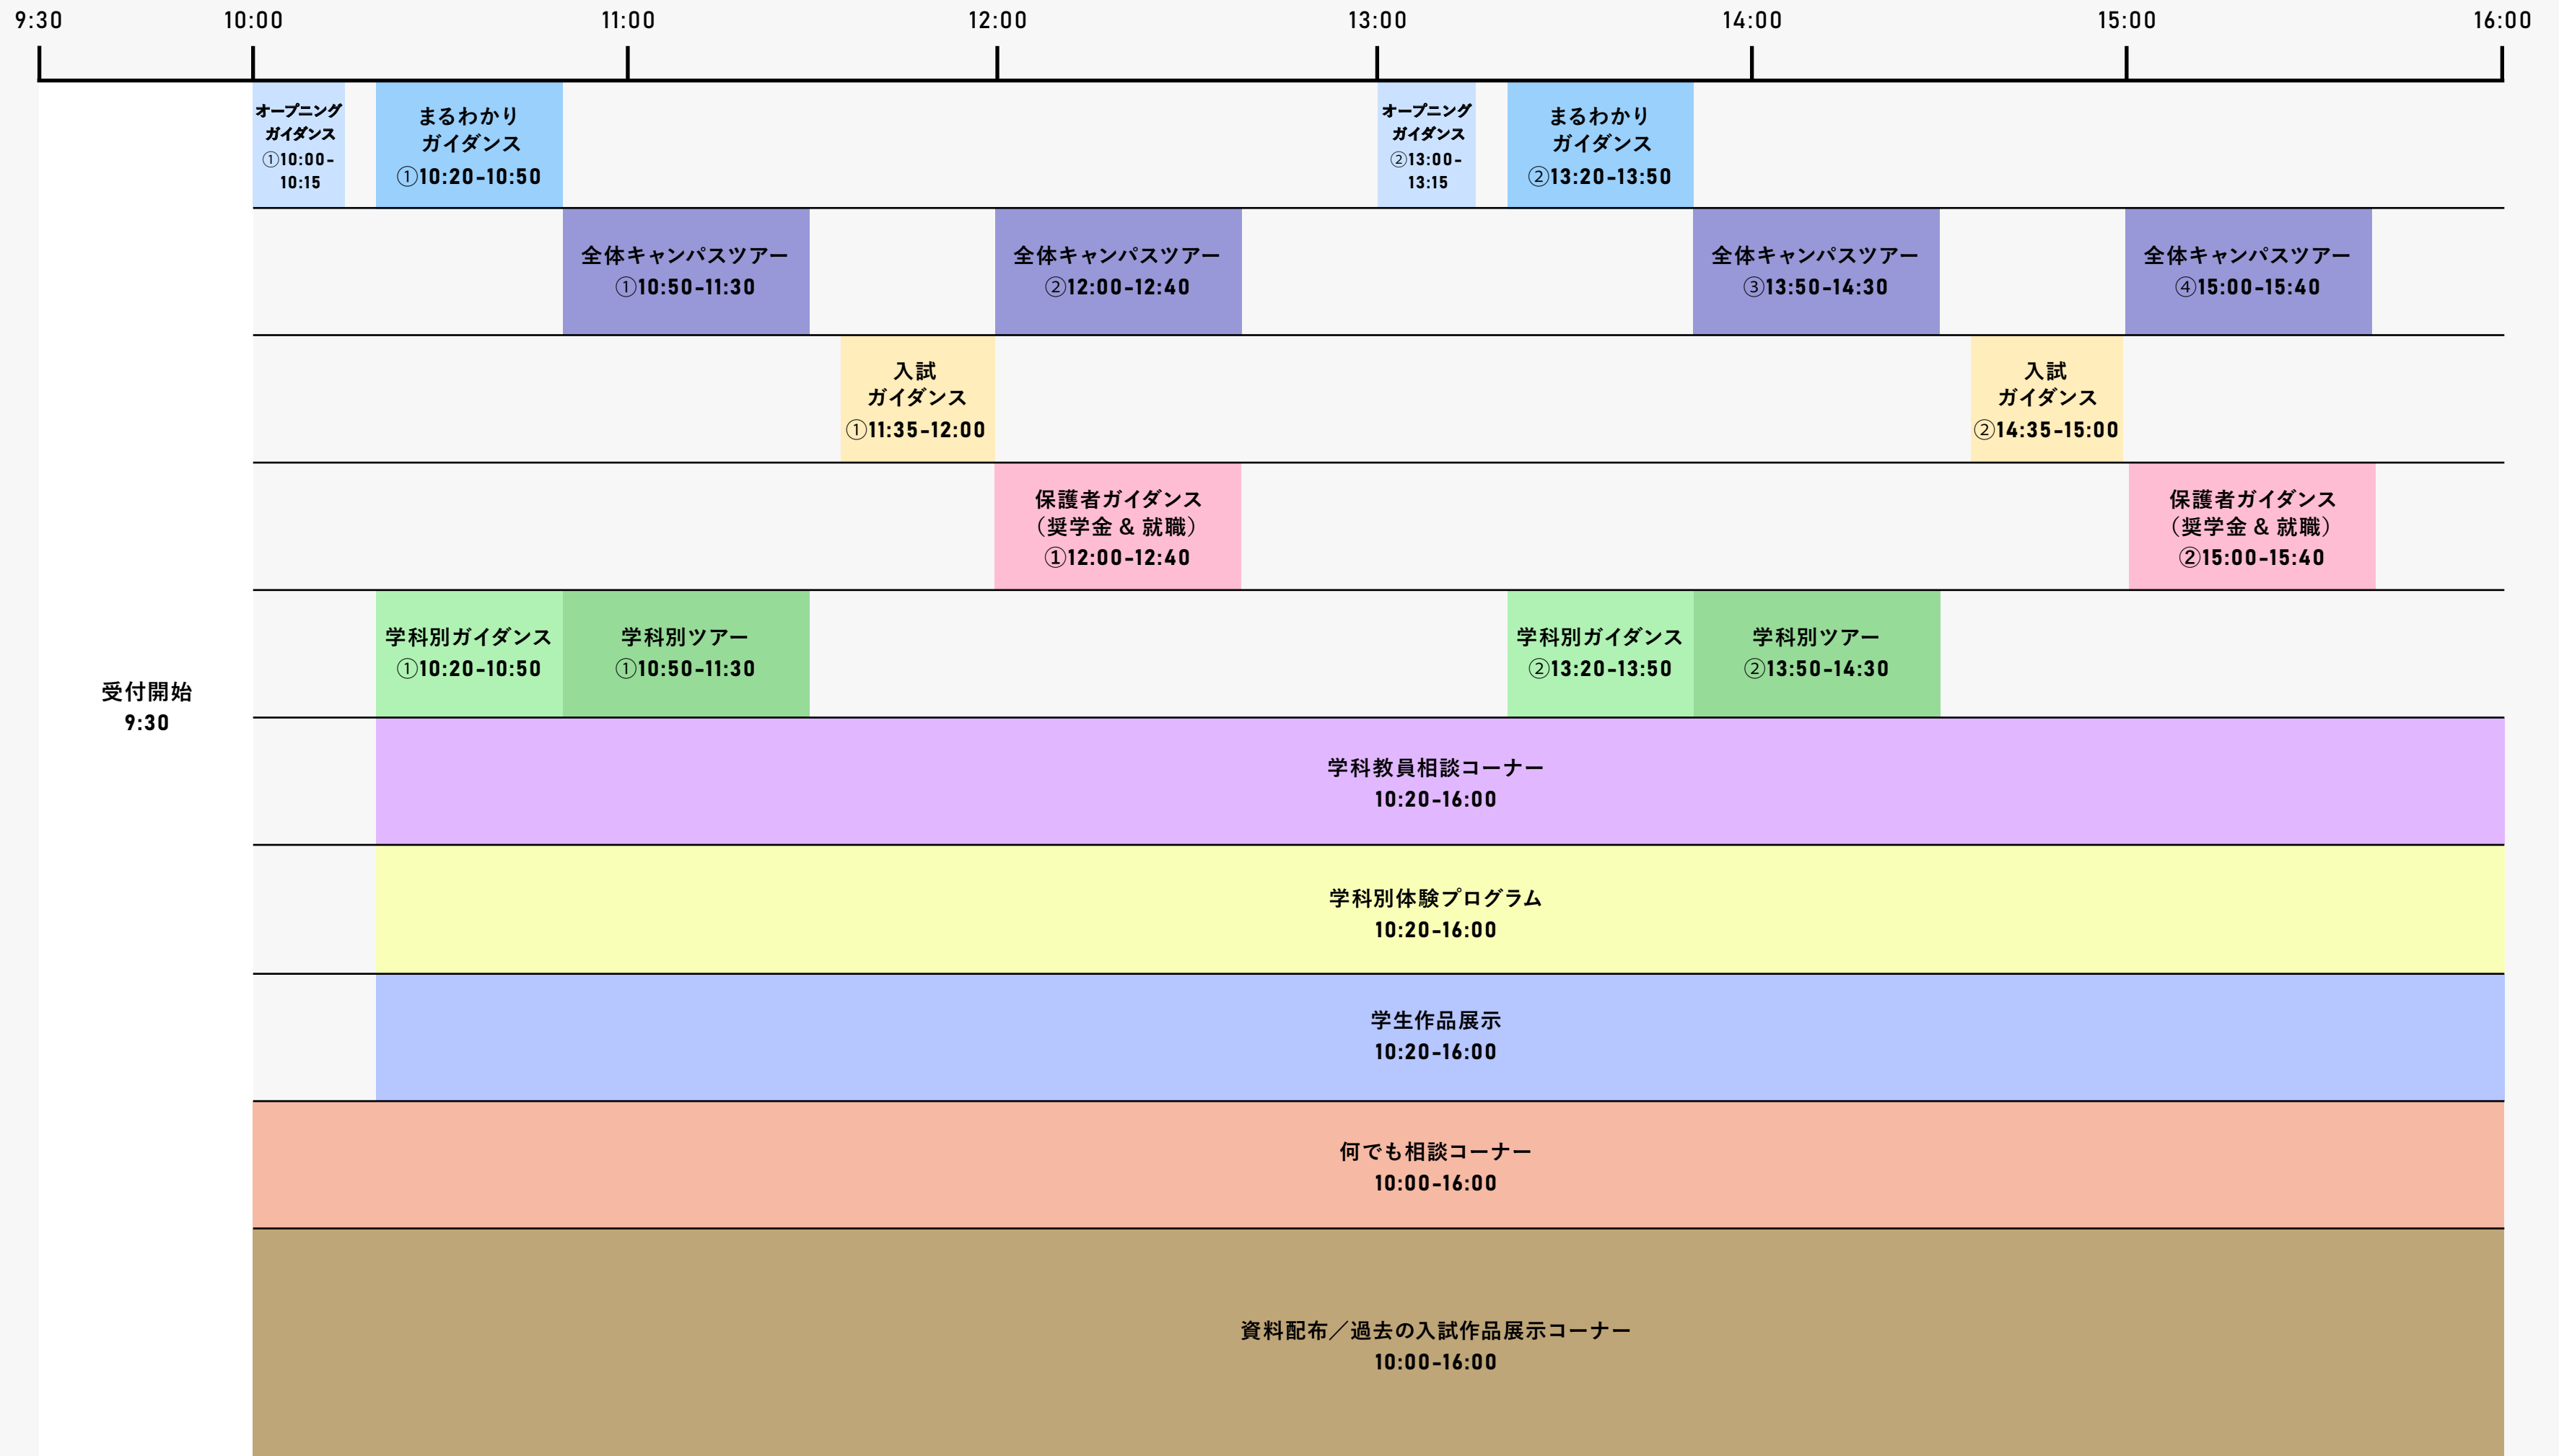 9:30
10:00
11:00
12:00
13:00
14:00
15:00
16:00
オープニング
ガイダンス
①10:00-
10:15
まるわかり
ガイダンス
①10:20-10:50
オープニング
ガイダンス
②13:00-
13:15
まるわかり
ガイダンス
②13:20-13:50
全体キャンパスツアー
①10:50-11:30
全体キャンパスツアー
②12:00-12:40
全体キャンパスツアー
③13:50-14:30
全体キャンパスツアー
④15:00-15:40
入試
ガイダンス
①11:35-12:00
入試
ガイダンス
②14:35-15:00
保護者ガイダンス
（奨学金 & 就職）
①12:00-12:40
保護者ガイダンス
（奨学金 & 就職）
②15:00-15:40
学科別ガイダンス
①10:20-10:50
学科別ツアー
①10:50-11:30
学科別ガイダンス
②13:20-13:50
学科別ツアー
②13:50-14:30
受付開始
9:30
学科教員相談コーナー
10:20-16:00
学科別体験プログラム
10:20-16:00
学生作品展示
10:20-16:00
何でも相談コーナー
10:00-16:00
資料配布／過去の入試作品展示コーナー
10:00-16:00